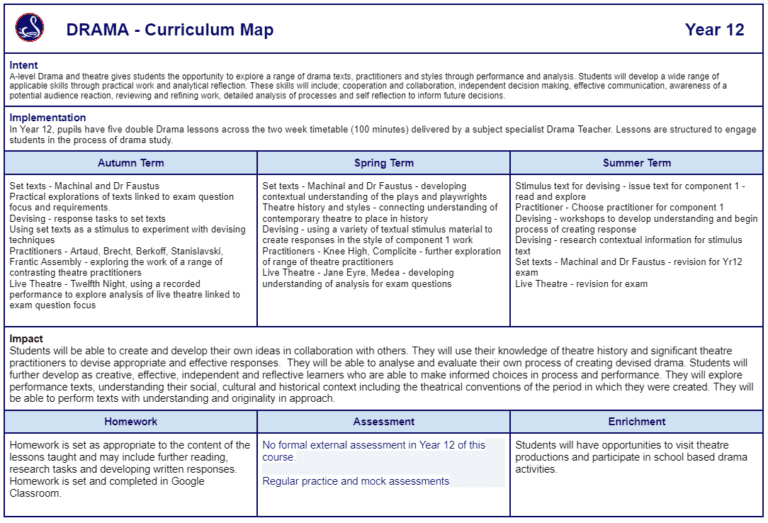 DRAMA - Curriculum Map
Year 12
Intent
A-level Drama and theatre gives students the opportunity to explore a range of drama texts, practitioners and styles through performance and analysis. Students will develop a wide range of
applicable skills through practical work and analytical reflection. These skills will include; cooperation and collaboration, independent decision making, effective communication, awareness of a
potential audience reaction, reviewing and refining work, detailed analysis of processes and self reflection to inform future decisions.
Implementation
In Year 12, pupils have five double Drama lessons across the two week timetable (100 minutes) delivered by a subject specialist Drama Teacher. Lessons are structured to engage
students in the process of drama study.
Autumn Term
Set texts - Machinal and Dr Faustus
Practical explorations of texts linked to exam question
focus and requirements.
Devising - response tasks to set texts
Using set texts as a stimulus to experiment with devising
techniques
Practitioners - Artaud, Brecht, Berkoff, Stanislavski,
Frantic Assembly - exploring the work of a range of
contrasting theatre practitioners
Live Theatre - Twelfth Night, using a recorded
performance to explore analysis of live theatre linked to
exam question focus
Spring Term
Set texts - Machinal and Dr Faustus - developing
contextual understanding of the plays and playwrights
Theatre history and styles - connecting understanding of
contemporary theatre to place in history
Devising - using a variety of textual stimulus material to
create responses in the style of component 1 work
Practitioners - Knee High, Complicite - further exploration
of range of theatre practitioners
Live Theatre - Jane Eyre, Medea - developing
understanding of analysis for exam questions
Summer Term
Stimulus text for devising - issue text for component 1 -
read and explore
Practitioner - Choose practitioner for component 1
Devising - workshops to develop understanding and begin
process of creating response
Devising - research contextual information for stimulus
text
Set texts - Machinal and Dr Faustus - revision for Yr12
exam
Live Theatre - revision for exam
Impact
Students will be able to create and develop their own ideas in collaboration with others. They will use their knowledge of theatre history and significant theatre
practitioners to devise appropriate and effective responses. They will be able to analyse and evaluate their own process of creating devised drama. Students will
further develop as creative, effective, independent and reflective learners who are able to make informed choices in process and performance. They will explore
performance texts, understanding their social, cultural and historical context including the theatrical conventions of the period in which they were created. They will
be able to perform texts with understanding and originality in approach.
Homework
Homework is set as appropriate to the content of the
lessons taught and may include further reading,
research tasks and developing written responses.
Homework is set and completed in Google
Classroom.
Assessment
No formal external assessment in Year 12 of this
course.
Regular practice and mock assessments
Enrichment
Students will have opportunities to visit theatre
productions and participate in school based drama
activities.